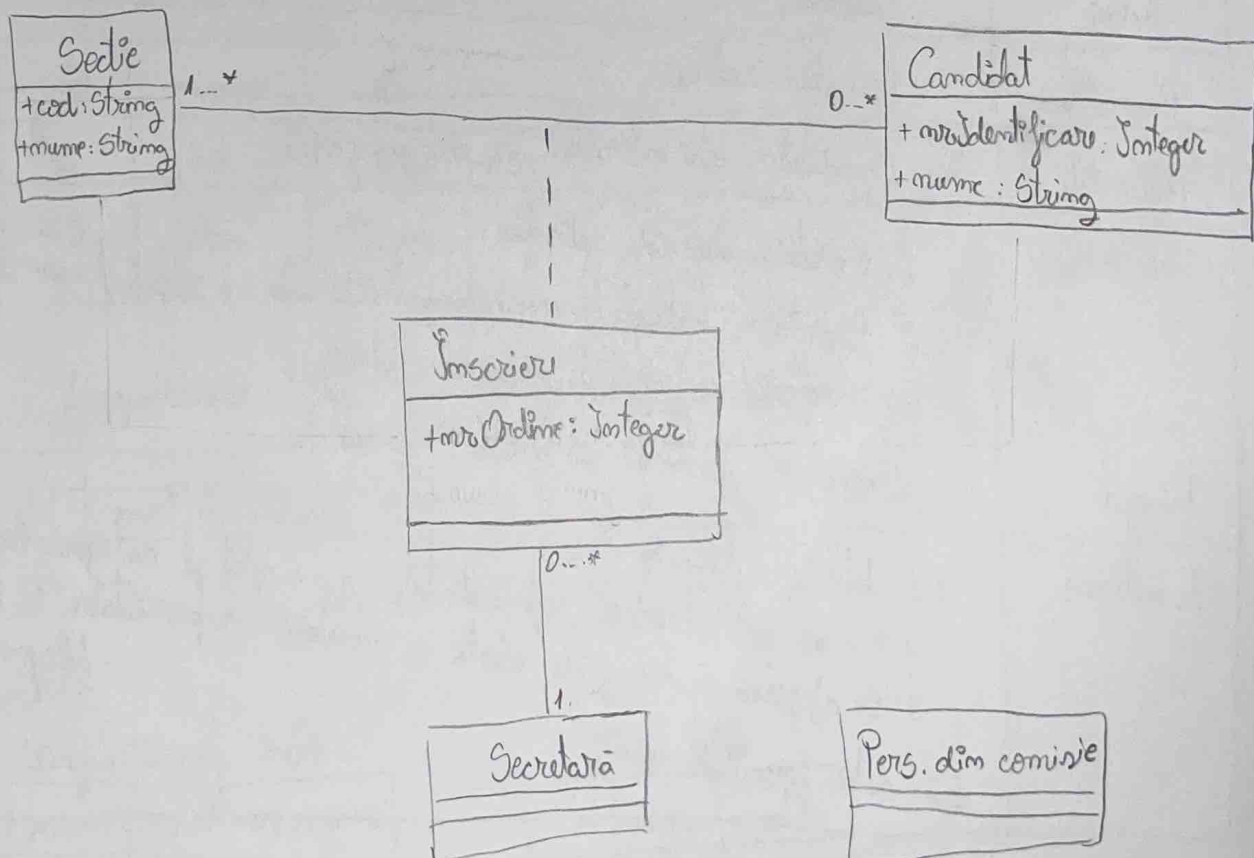 Secție
+cod: String
+nume: String
1...*
0...*
Candidat
+ nrIdentificare: Integer
+nume: String
Înscriere
+nrOrdine: Integer
0...*
1.
Secretară
Pers. din comisie